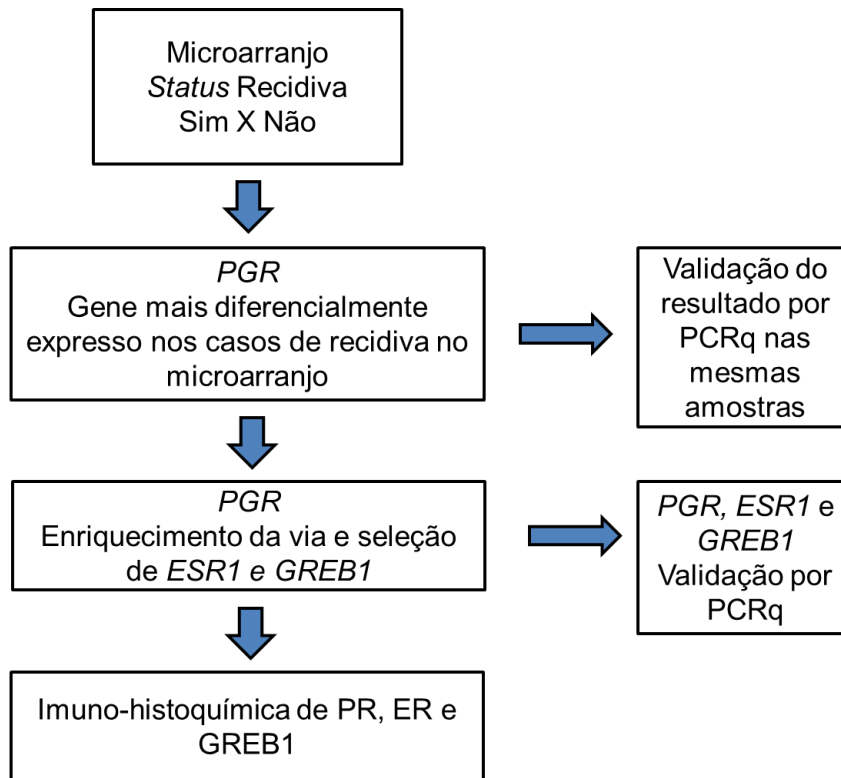 Microarranjo
Status Recidiva
Sim X Não
PGR
Gene mais diferencialmente
expresso nos casos de recidiva no
microarranjo
Validação do
resultado por
PCRq nas
mesmas
amostras
PGR
Enriquecimento da via e seleção
de ESR1 e GREB1
PGR, ESR1 e
GREB1
Validação por
PCRq
Imuno-histoquímica de PR, ER e
GREB1